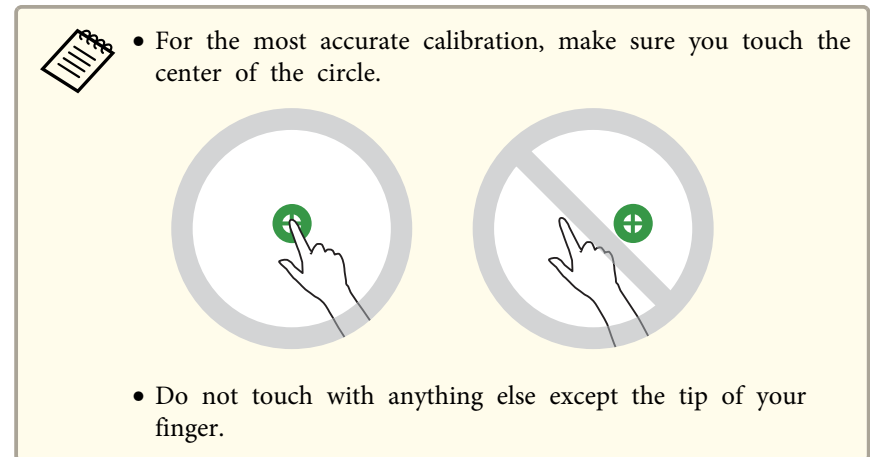 • For the most accurate calibration, make sure you touch the
center of the circle.
• Do not touch with anything else except the tip of your
finger.